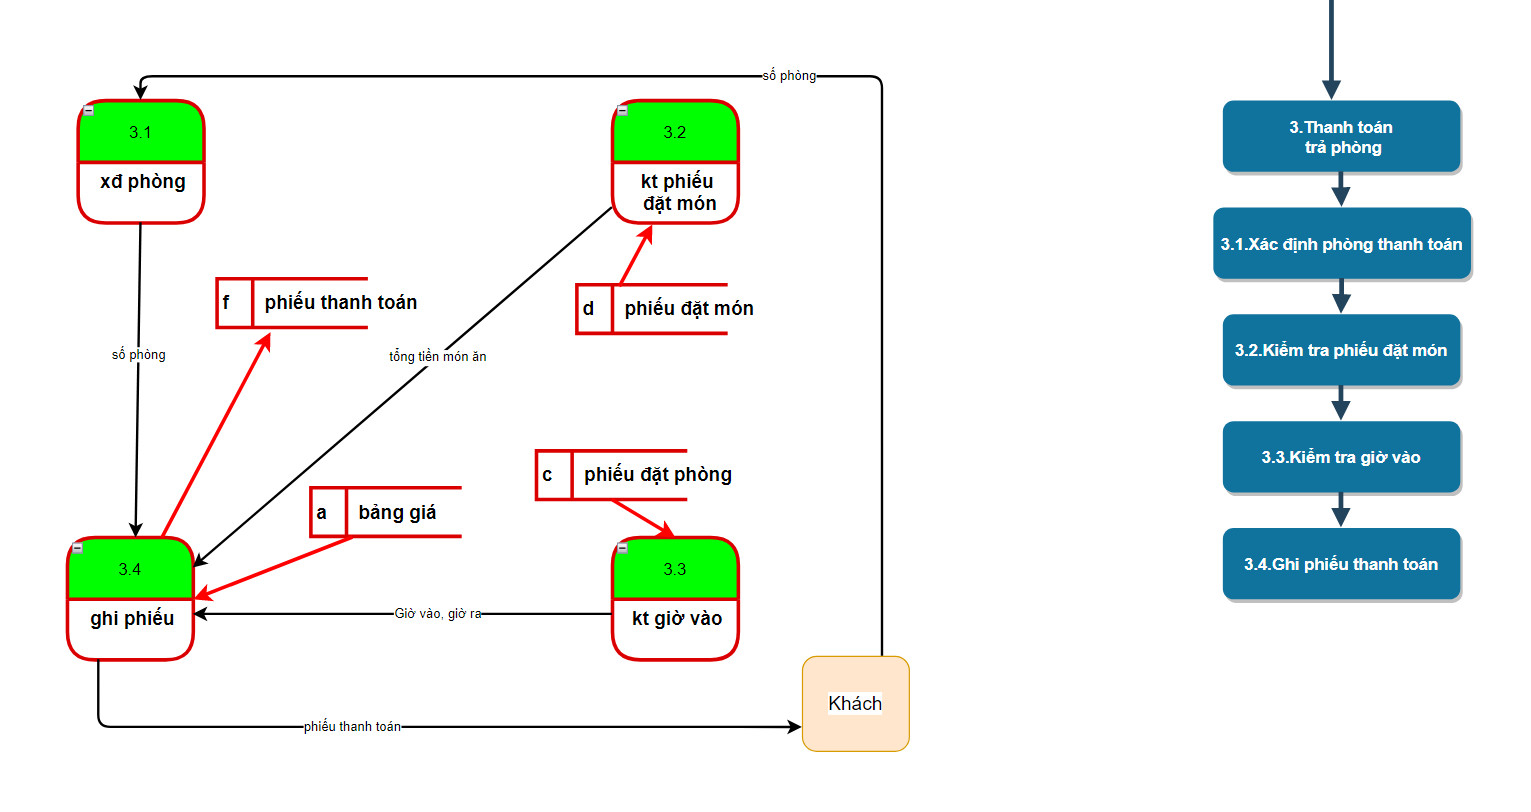 số phòng
3.1
xđ phòng
3.2
kt phiếu
đặt món
f
phiếu thanh toán
d
phiếu đặt món
số phòng
tổng tiền món ăn
c
phiếu đặt phòng
a
bảng giá
3.4
ghi phiếu
Giờ vào, giờ ra
3.3
kt giờ vào
Khách
phiếu thanh toán
3.Thanh toán
trả phòng
3.1.Xác định phòng thanh toán
3.2.Kiểm tra phiếu đặt món
3.3.Kiểm tra giờ vào
3.4.Ghi phiếu thanh toán